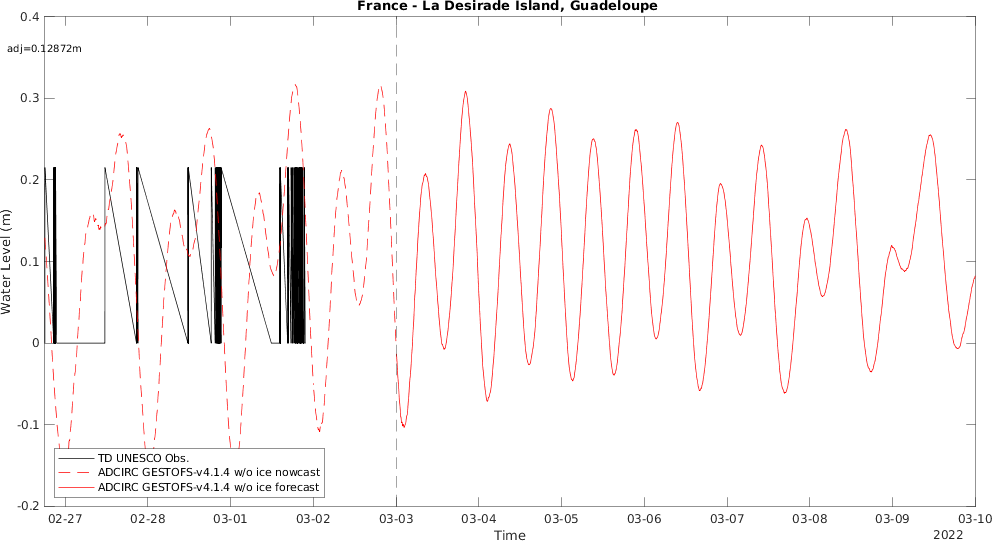 France - La Desirade Island, Guadeloupe
adj=0.12872m
0.4
0.3
0.2
0.1
0
-0.1
-0.2
Water Level (m)
TD UNESCO Obs.
ADCIRC GESTOFS-v4.1.4 w/o ice nowcast
ADCIRC GESTOFS-v4.1.4 w/o ice forecast
02-27 02-28 03-01 03-02 03-03 03-04 03-05 03-06 03-07 03-08 03-09 03-10
Time
2022